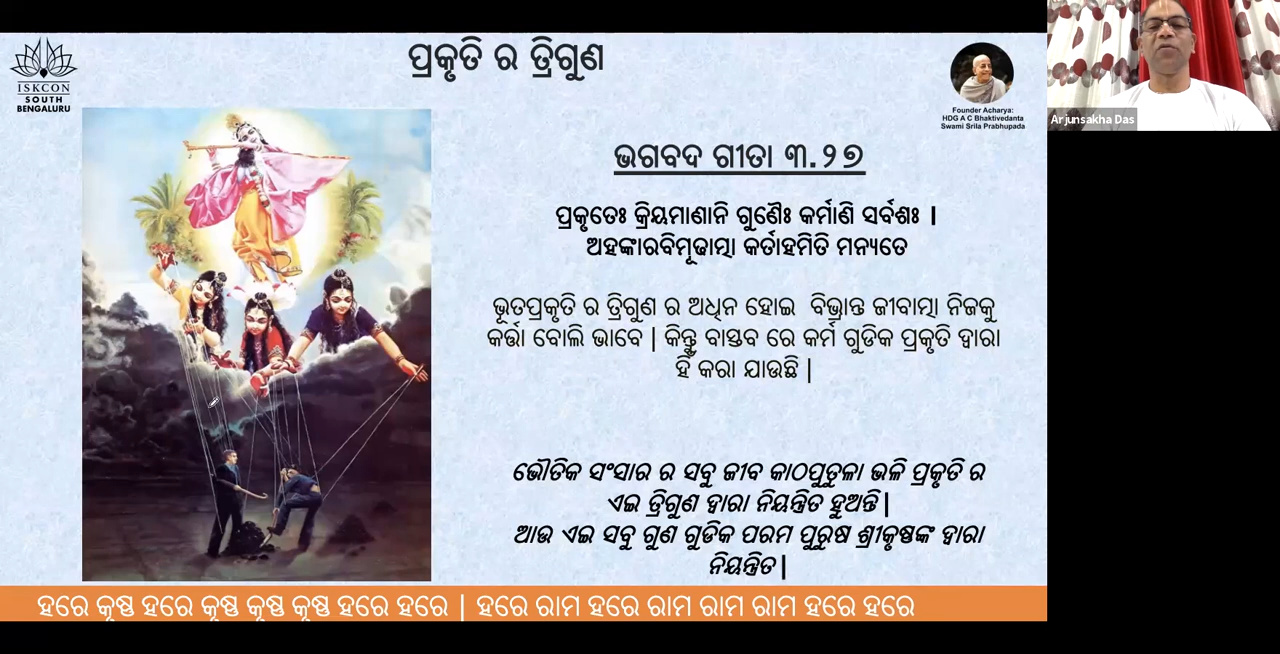 ପ୍ରକୃତି ର ତ୍ରିଗୁଣ
ISKCON
SOUTH
BENGALURU
Founder Acharya:
HDG A C Bhaktivedanta
Swami Srila Prabhupada
Arjunsakha Das
ଭଗବଦ ଗୀତା ୩.୨୭
ପ୍ରକୃତେଃ କ୍ରିୟମାଣାନି ଗୁଣୈଃ କର୍ମାଣି ସର୍ବଶଃ ।
ଅହଙ୍କାରବିମୂଢାତ୍ମା କର୍ତାହମିତି ମନ୍ୟତେ
ଭୂତପ୍ରକୃତି ର ତ୍ରିଗୁଣ ର ଅଧିନ ହୋଇ ବିଭ୍ରାନ୍ତ ଜୀବାତ୍ମା ନିଜକୁ
କର୍ତ୍ତା ବୋଲି ଭାବେ | କିନ୍ତୁ ବାସ୍ତବ ରେ କର୍ମ ଗୁଡିକ ପ୍ରକୃତି ଦ୍ୱାରା
ହିଁ କରା ଯାଉଛି |
ଭୌତିକ ସଂସାର ର ସବୁ ଜୀବ କାଠପୁତୁଳା ଭଳି ପ୍ରକୃତି ର
ଏଇ ତ୍ରିଗୁଣ ଦ୍ୱାରା ନିୟନ୍ତ୍ରିତ ହୁଅନ୍ତି |
ଆଉ ଏଇ ସବୁ ଗୁଣ ଗୁଡିକ ପରମ ପୁରୁଷ ଶ୍ରୀକୃଷ୍ଣଙ୍କ ଦ୍ୱାରା
ନିୟନ୍ତ୍ରିତ |
ହରେ କୃଷ୍ଣ ହରେ କୃଷ୍ଣ କୃଷ୍ଣ କୃଷ୍ଣ ହରେ ହରେ | ହରେ ରାମ ହରେ ରାମ ରାମ ରାମ ହରେ ହରେ